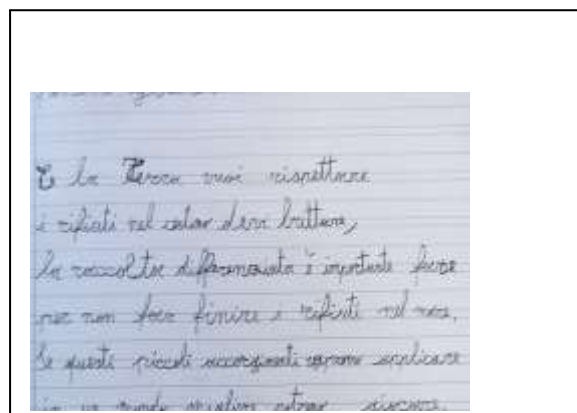 la Terra vuoi rispettare
i rifiuti nel devi buttare,
la raccolta differenziata è importante fare
per non far finire i rifiuti nel mare,
Se questi piccoli accorgimenti sapremo applicare
in un mondo migliore potremo